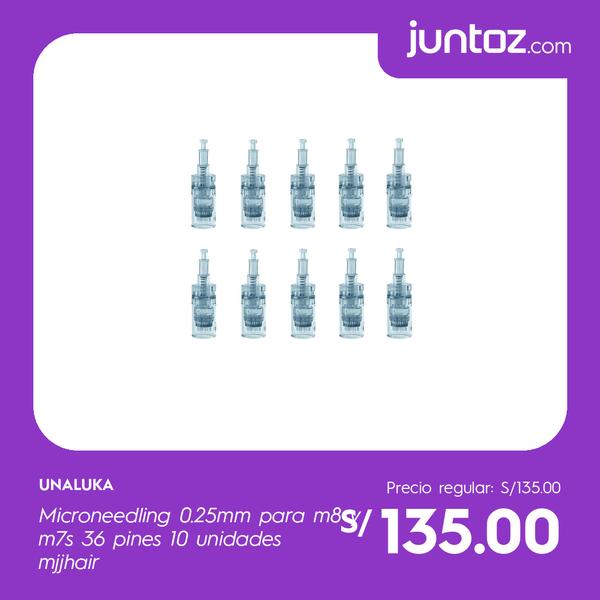 juntoz.com
UNALUKA
Precio regular: S/135.00
Microneedling 0.25mm para m8 y
m7s 36 pines 10 unidades
mjjhair
S/ 135.00